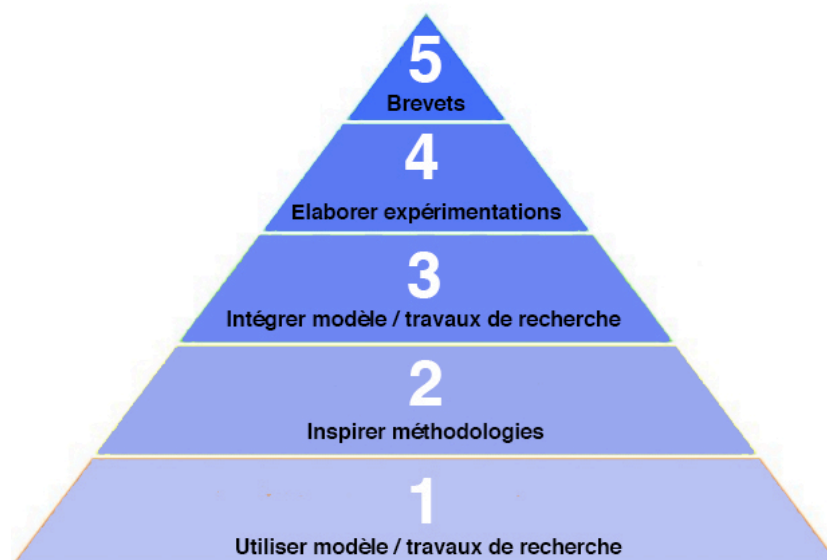 5
Brevets
4
Elaborer expérimentations
3
Intégrer modèle / travaux de recherche
2
Inspirer méthodologies
1
Utiliser modèle / travaux de recherche